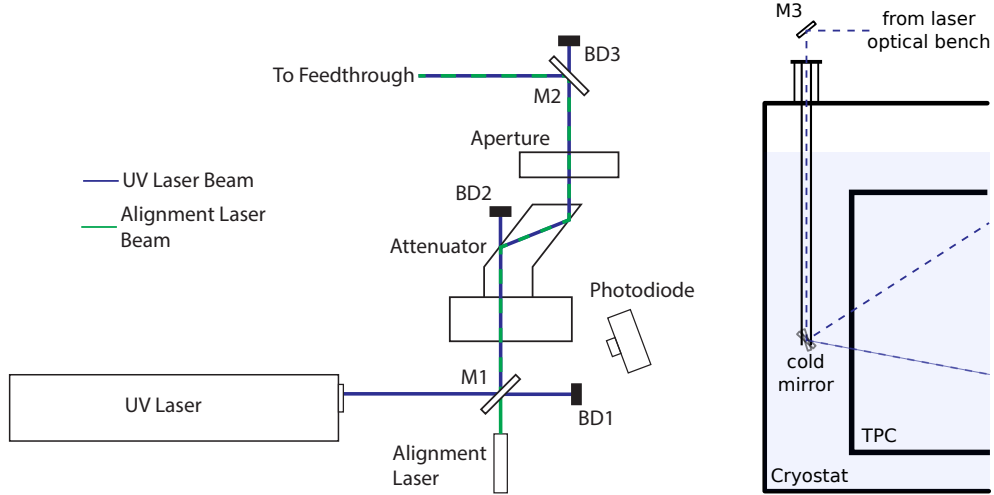 M3
from laser
optical bench
BD3
To Feedthrough
M2
Aperture
UV Laser Beam
BD2
Alignment Laser
Beam
Attenuator
Photodiode
cold
mirror
M1
UV Laser
BD1
TPC
Alignment
Laser
Cryostat